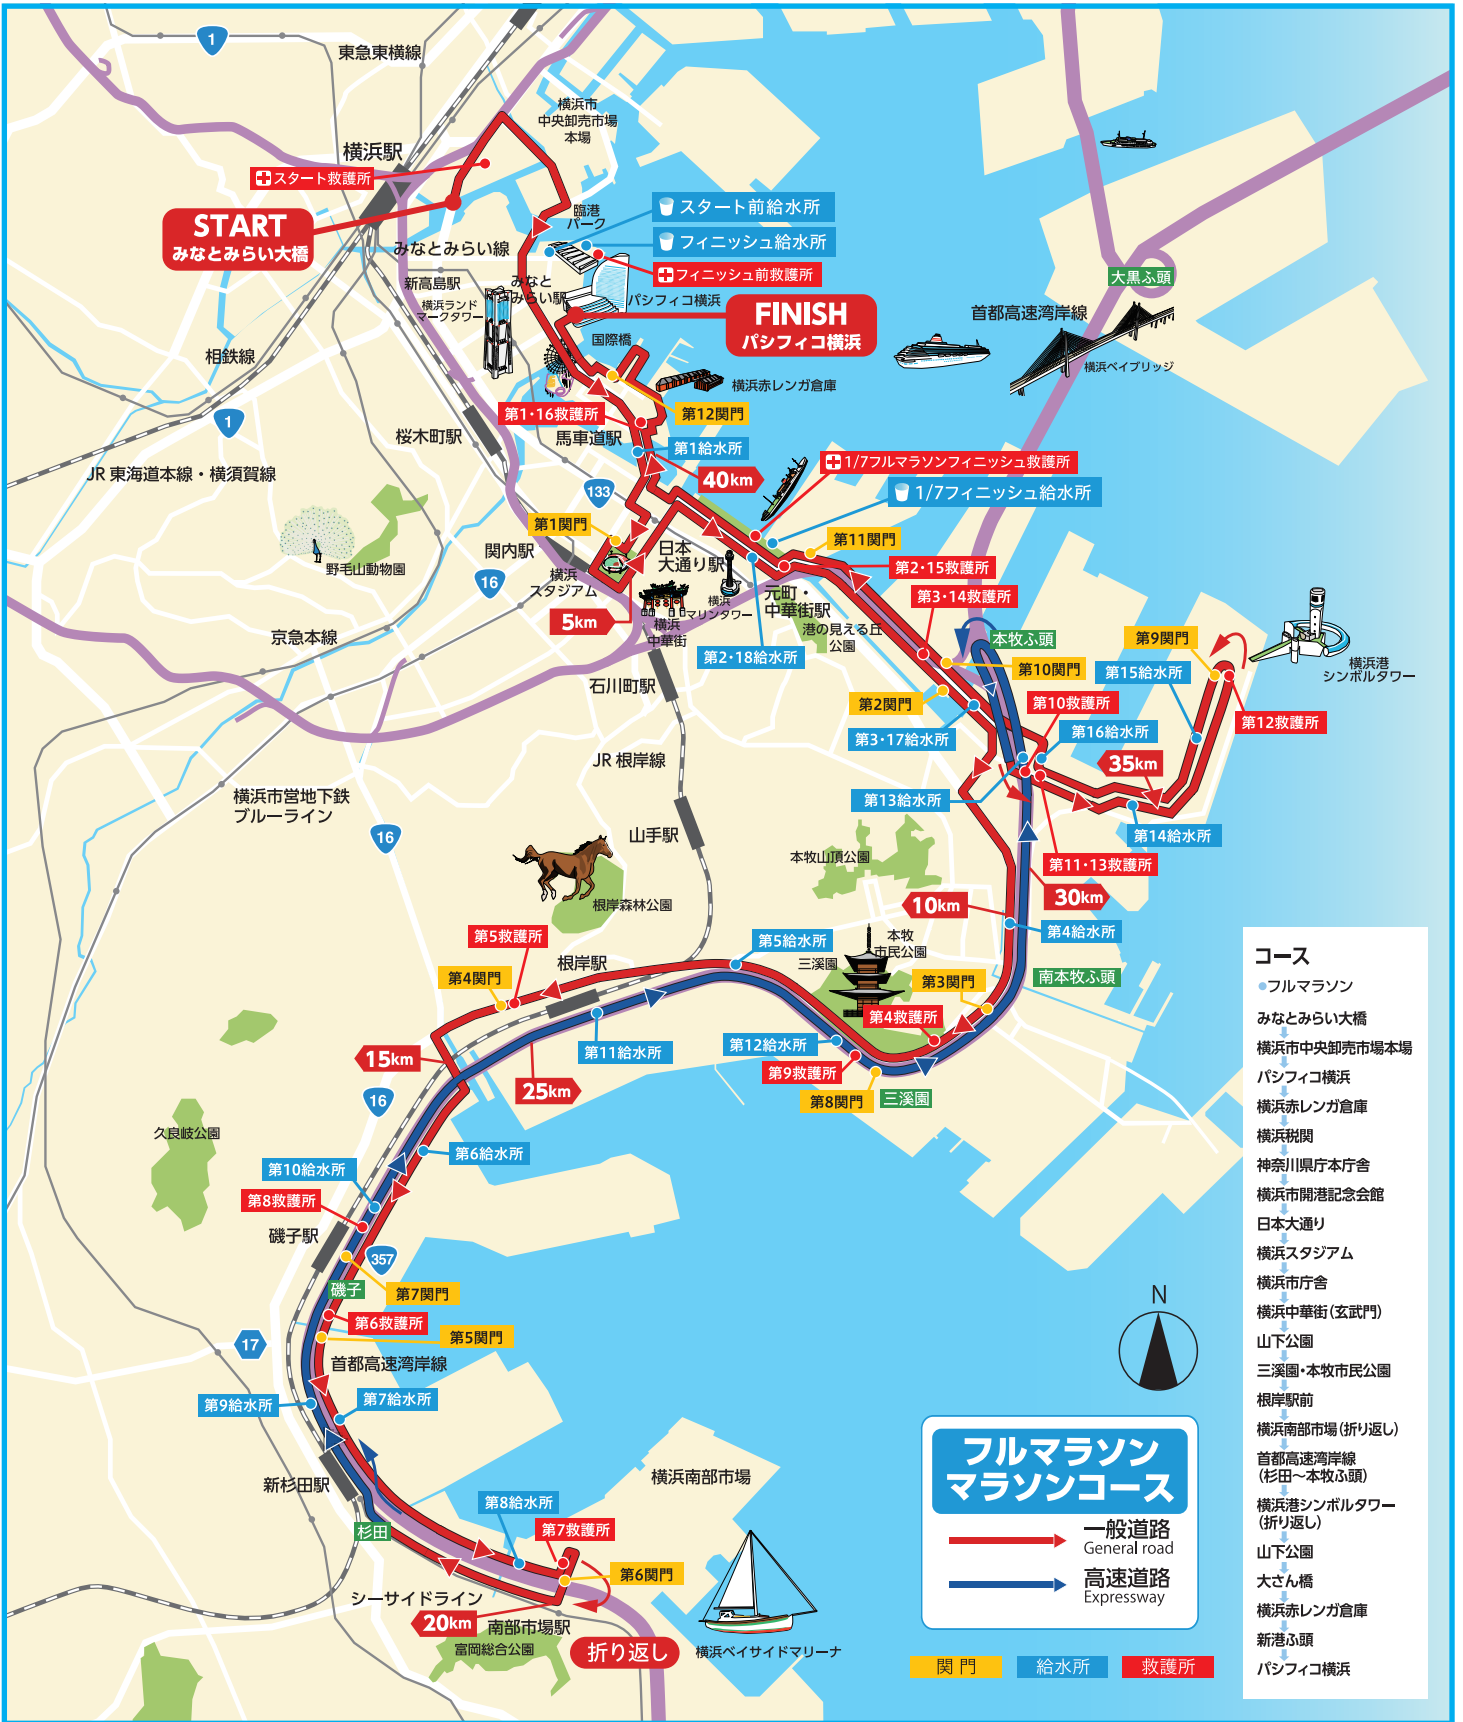 1
東急東横線
横浜市
中央卸売市場
本場
横浜駅
スタート救護所
START
みなとみらい大橋
臨港
パーク
スタート前給水所
フィニッシュ給水所
フィニッシュ前救護所
みなとみらい線
新高島駅
みなと
みらい駅
横浜ランド
マークタワー
パシフィコ横浜
FINISH
パシフィコ横浜
国際橋
大黒ふ頭
首都高速湾岸線
横浜ベイブリッジ
相鉄線
横浜赤レンガ倉庫
第1・16救護所
第12関門
1
桜木町駅
馬車道駅
第1給水所
JR 東海道本線・横須賀線
40km
1/7フルマラソンフィニッシュ救護所
1/7フィニッシュ給水所
133
第1関門
関内駅
日本
大通り駅
第11関門
野毛山動物園
16
横浜
スタジアム
第2・15救護所
元町・
中華街駅
横浜
マリンタワー
第3・14救護所
5km
横浜
中華街
港の見える丘
公園
京急本線
本牧ふ頭
第9関門
第2・18給水所
第10関門
第15給水所
横浜港
シンボルタワー
石川町駅
第2関門
第10救護所
第12救護所
第3・17給水所
第16給水所
JR 根岸線
35km
横浜市営地下鉄
ブルーライン
第13給水所
16
山手駅
第14給水所
本牧山頂公園
第11・13救護所
根岸森林公園
10km
30km
第5救護所
第5給水所
本牧
市民公園
第4給水所
根岸駅
三溪園
第4関門
第3関門
南本牧ふ頭
第4救護所
15km
第11給水所
第12給水所
第9救護所
25km
第8関門
三溪園
16
久良岐公園
第6給水所
第10給水所
第8救護所
磯子駅
357
磯子
第7関門
第6救護所
17
第5関門
首都高速湾岸線
第9給水所
第7給水所
新杉田駅
横浜南部市場
第8給水所
杉田
第7救護所
第6関門
シーサイドライン
20km
南部市場駅
富岡総合公園
折り返し
横浜ベイサイドマリーナ
N
フルマラソン
マラソンコース
一般道路
General road
高速道路
Expressway
関門
給水所
救護所
コース
フルマラソン
みなとみらい大橋
横浜市中央卸売市場本場
パシフィコ横浜
横浜赤レンガ倉庫
横浜税関
神奈川県庁本庁舎
横浜市開港記念会館
日本大通り
横浜スタジアム
横浜市庁舎
横浜中華街(玄武門)
山下公園
三溪園・本牧市民公園
根岸駅前
横浜南部市場(折り返し)
首都高速湾岸線
(杉田〜本牧ふ頭)
横浜港シンボルタワー
(折り返し)
山下公園
大さん橋
横浜赤レンガ倉庫
新港ふ頭
パシフィコ横浜